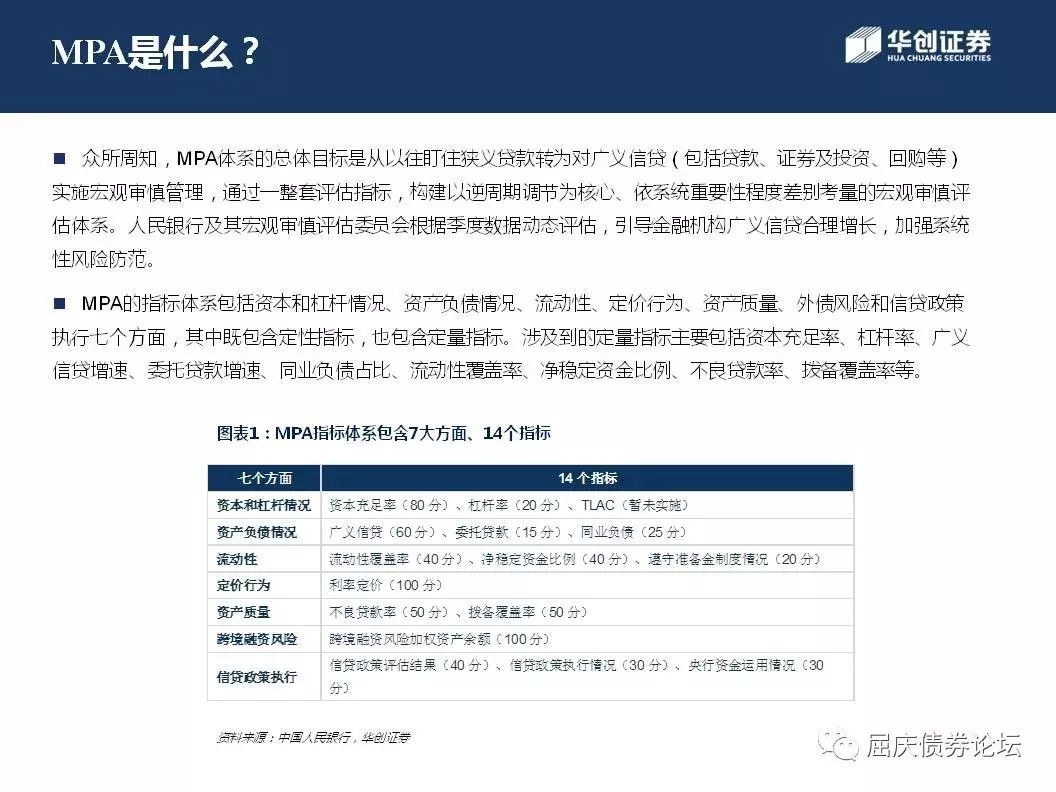 MPA是什么？
华创证券
HUA CHUANG SECURITIES
■ 众所周知，MPA体系的总体目标是从以往盯住狭义贷款转为对广义信贷（包括贷款、证券及投资、回购等）
实施宏观审慎管理，通过一整套评估指标，构建以逆周期调节为核心、依系统重要性程度差别考量的宏观审慎评
估体系。人民银行及其宏观审慎评估委员会根据季度数据动态评估，引导金融机构广义信贷合理增长，加强系统
性风险防范。
■ MPA的指标体系包括资本和杠杆情况、资产负债情况、流动性、定价行为、资产质量、外债风险和信贷政策
执行七个方面，其中既包含定性指标，也包含定量指标。涉及到的定量指标主要包括资本充足率、杠杆率、广义
信贷增速、委托贷款增速、同业负债占比、流动性覆盖率、净稳定资金比例、不良贷款率、拨备覆盖率等。
图表1：MPA指标体系包含7大方面、14个指标
七个方面 14 个指标
资本和杠杆情况 资本充足率（80 分）、杠杆率（20 分）、TLAC（暂未实施）
资产负债情况 广义信贷（60 分）、委托贷款（15 分）、同业负债（25 分）
流动性 流动性覆盖率（40 分）、净稳定资金比例（40 分）、遵守准备金制度情况（20 分）
定价行为 利率定价（100 分）
资产质量 不良贷款率（50 分）、拨备覆盖率（50 分）
跨境融资风险 跨境融资风险加权资产余额（100 分）
信贷政策执行 信贷政策评估结果（40 分）、信贷政策执行情况（30 分）、央行资金运用情况（30
分）
资料来源：中国人民银行，华创证券
屈庆债券论坛